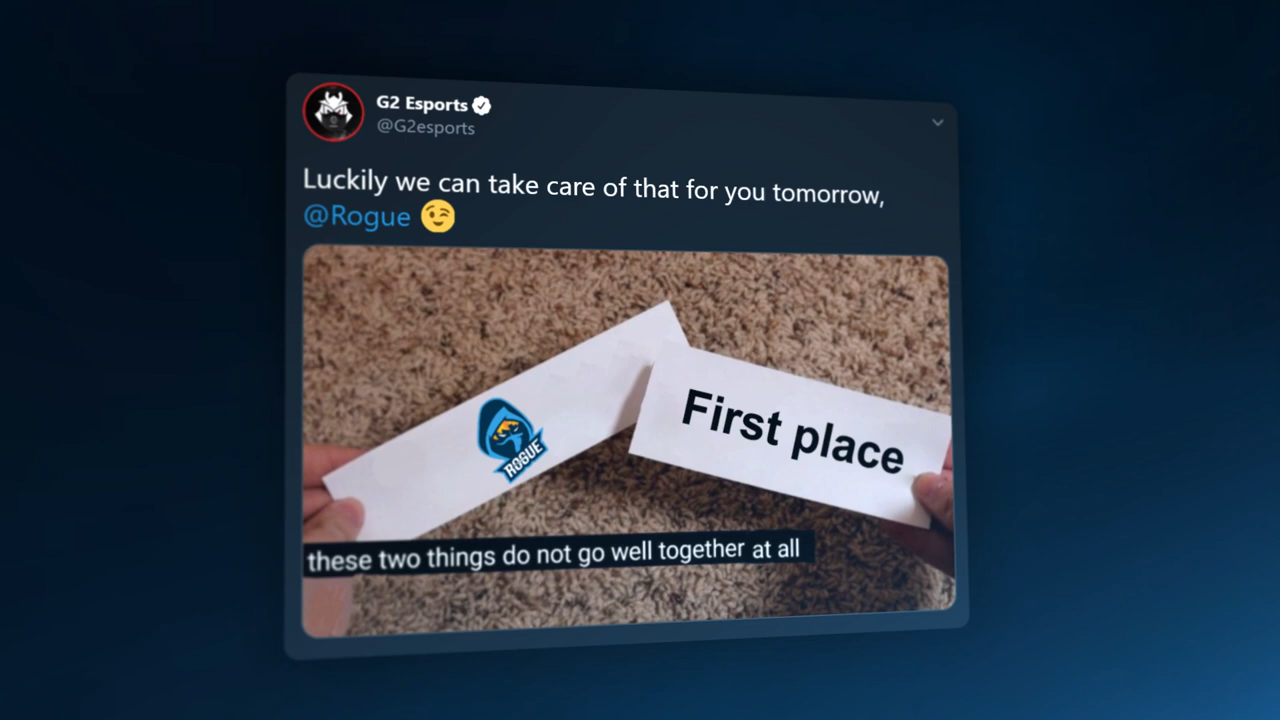 G2 Esports
@G2esports
Luckily we can take care of that for you tomorrow,
@Rogue 😉
ROGUE
First place
these two things do not go well together at all